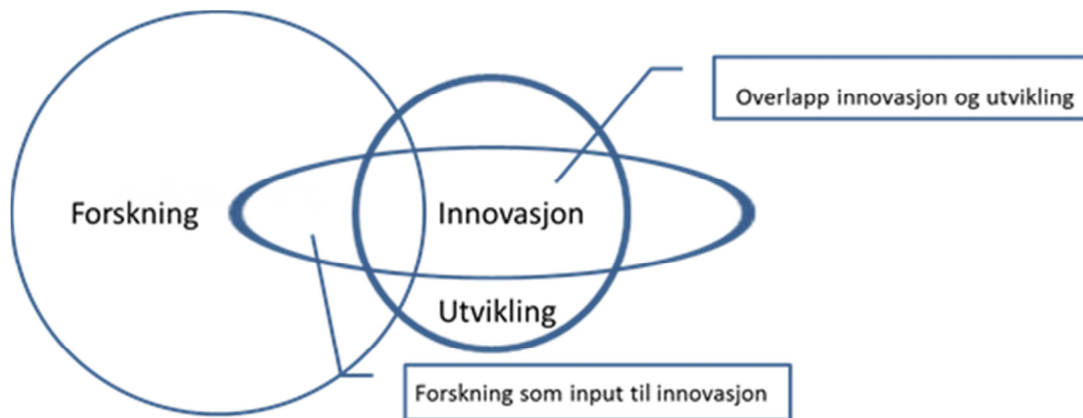 Overlapp innovasjon og utvikling
Forskning
Innovasjon
Utvikling
Forskning som input til innovasjon